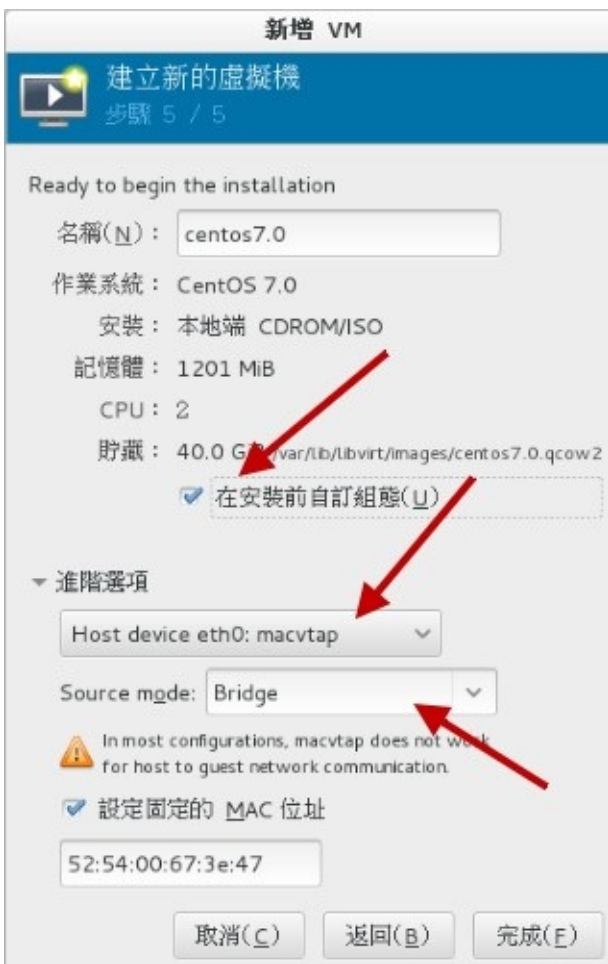 新增 VM
建立新的虛擬機
步驟 5 / 5
Ready to begin the installation
名稱(N)： centos7.0
作業系統： CentOS 7.0
安裝： 本地端 CDROM/ISO
記憶體： 1201 MiB
CPU： 2
貯藏： 40.0 /var/lib/libvirt/images/centos7.0.qcow2
在安裝前自訂組態(U)
進階選項
Host device eth0: macvtap
Source mode: Bridge
In most configurations, macvtap does not work
for host to guest network communication.
設定固定的 MAC 位址
52:54:00:67:3e:47
取消(C) 返回(B) 完成(F)